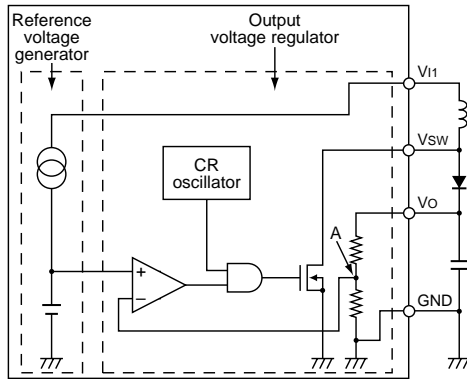 Reference
voltage
generator
Output
voltage regulator
VI1
VSW
CR
oscillator
VO
A
+
−
GND